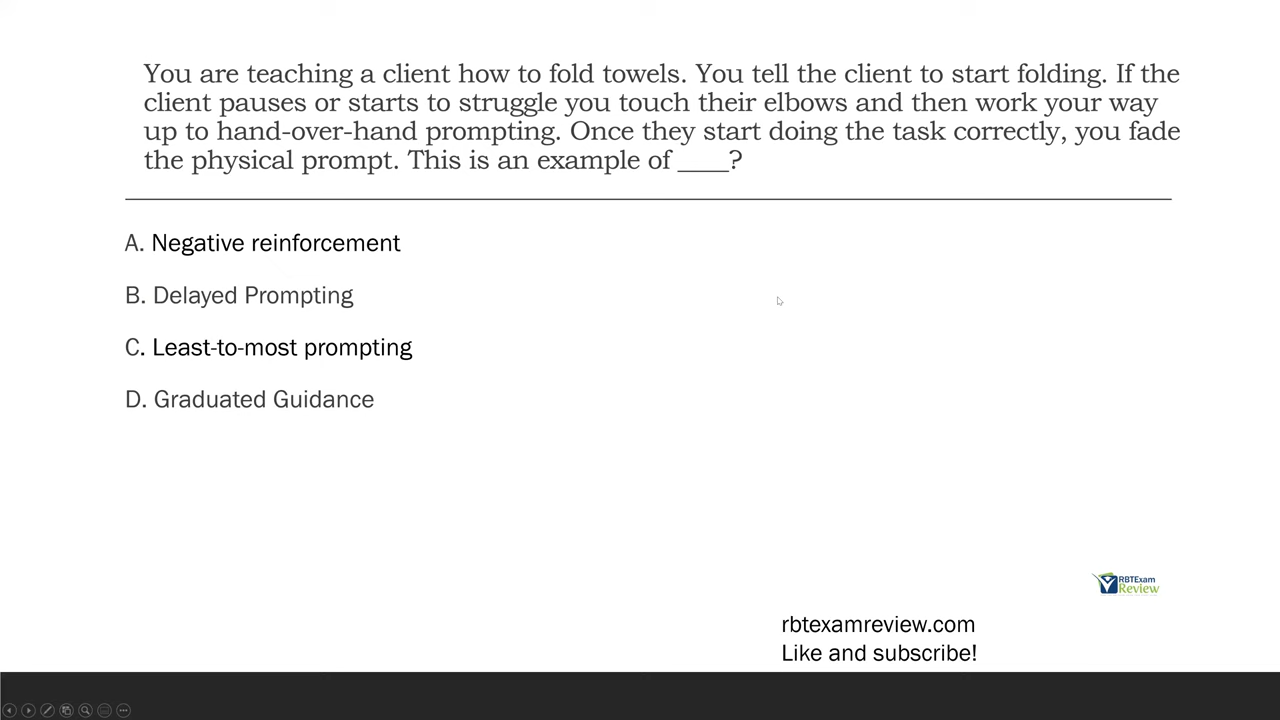 You are teaching a client how to fold towels. You tell the client to start folding. If the
client pauses or starts to struggle you touch their elbows and then work your way
up to hand-over-hand prompting. Once they start doing the task correctly, you fade
the physical prompt. This is an example of ____?
A. Negative reinforcement
B. Delayed Prompting
C. Least-to-most prompting
D. Graduated Guidance
RBTExam
Review
rbtexamreview.com
Like and subscribe!